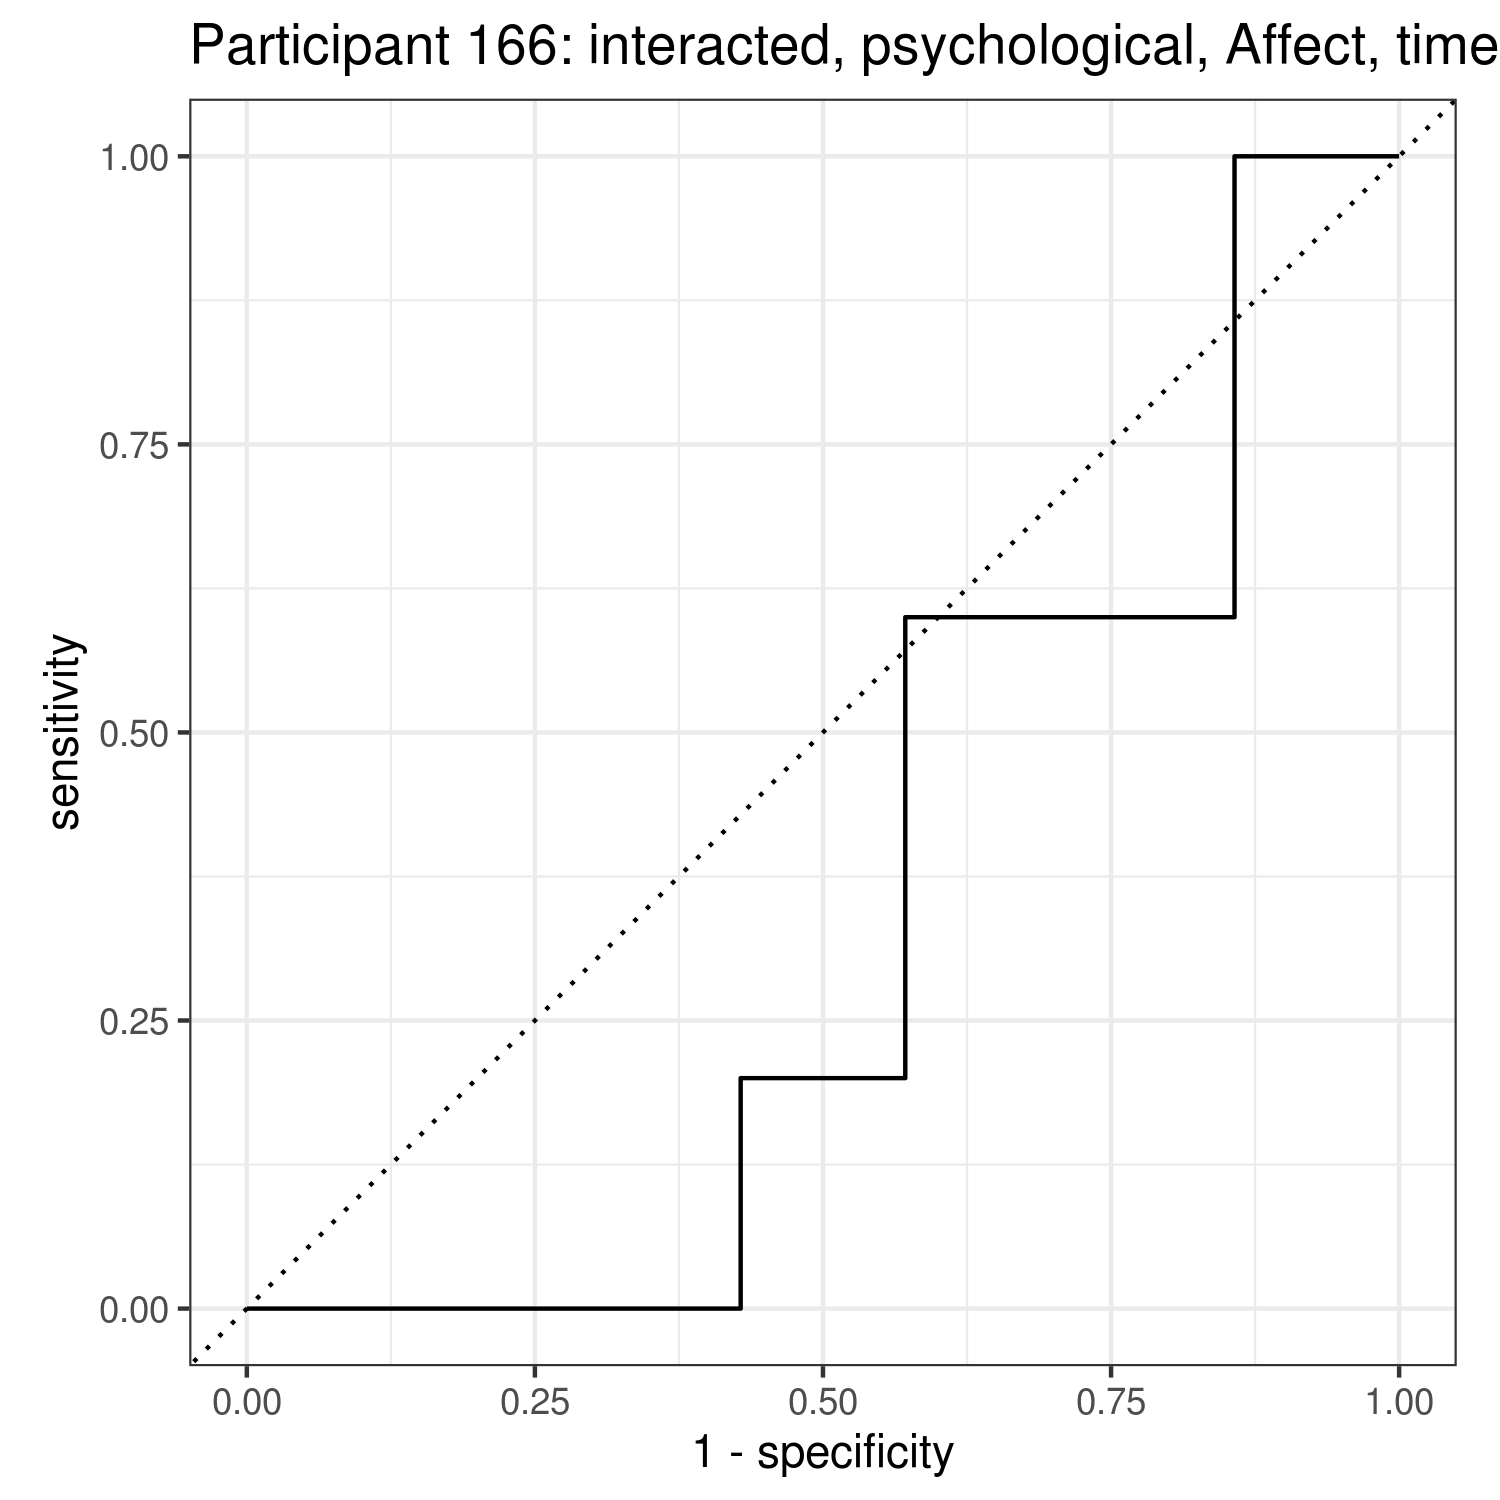 Participant 166: interacted, psychological, Affect, time
1.00
0.75
0.50
0.25
0.00
sensitivity
0.00 0.25 0.50 0.75 1.00
1 - specificity